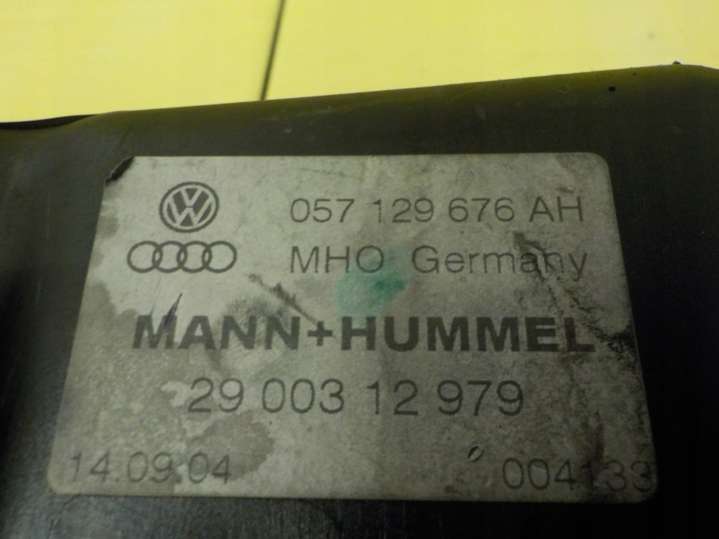 057 129 676 AH
MHO Germany
MANN+HUMMEL
29 003 12 979
14.09.04 004133